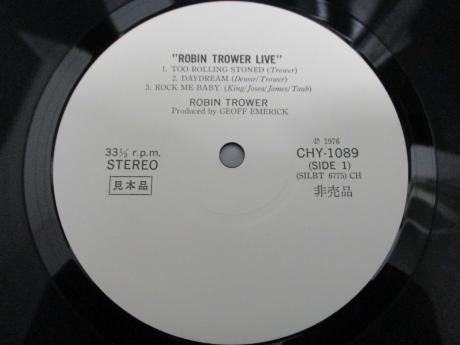 "ROBIN TROWER LIVE"
1. TOO ROLLING STONED (Trower)
2. DAYDREAM (Dewar/Trower)
3. ROCK ME BABY (King/Josea/James/Taub)
ROBIN TROWER
Produced by GEOFF EMERICK
33⅓ r.p.m.
STEREO
見本品
℗ 1976
CHY-1089
(SIDE 1)
(SILBT 6775) CH
非売品